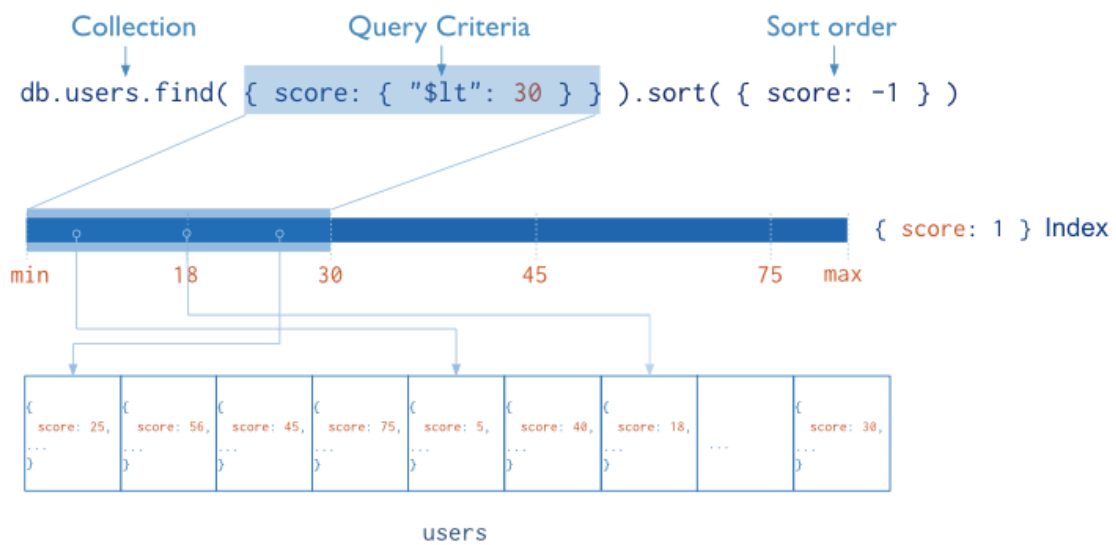 Collection Query Criteria Sort order
db.users.find( { score: { "$lt": 30 } } ).sort( { score: -1 } )
{ score: 1 } Index
min 18 30 45 75 max
{ { { { { { { {
score: 25, score: 56, score: 45, score: 75, score: 5, score: 40, score: 18, score: 30,
... ... ... ... ... ... ... ... ...
} } } } } } } }
users